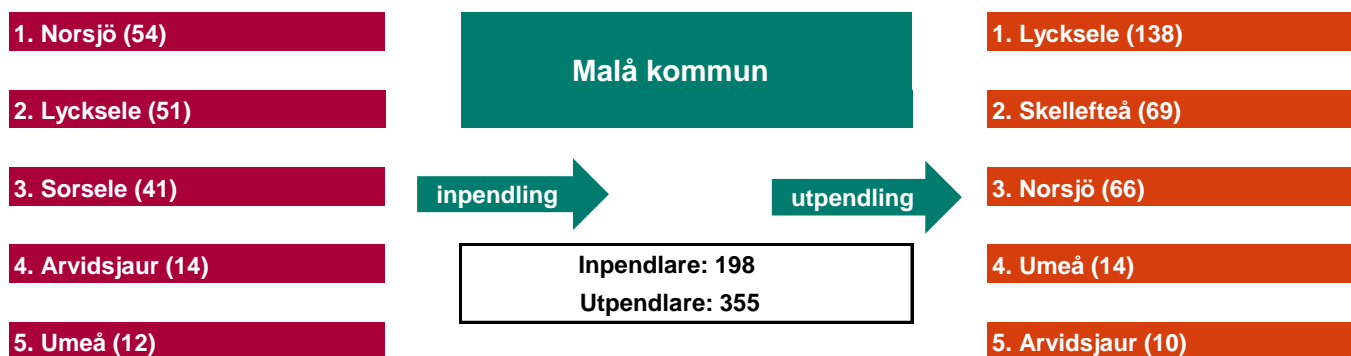 1. Norsjö (54)
2. Lycksele (51)
3. Sorsele (41)
4. Arvidsjaur (14)
5. Umeå (12)
Malå kommun
inpendling
utpendling
Inpendlare: 198
Utpendlare: 355
1. Lycksele (138)
2. Skellefteå (69)
3. Norsjö (66)
4. Umeå (14)
5. Arvidsjaur (10)